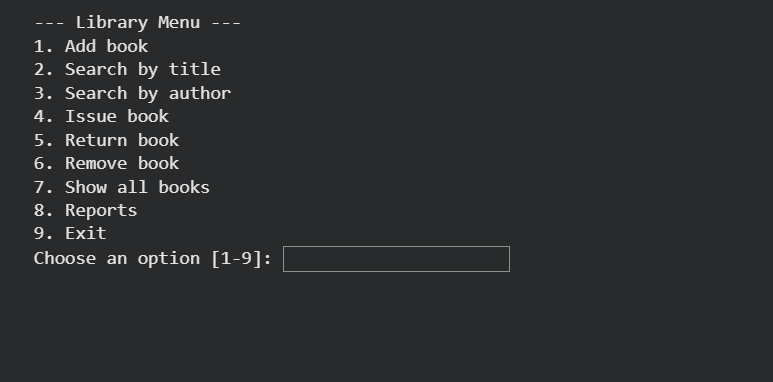 --- Library Menu ---
1. Add book
2. Search by title
3. Search by author
4. Issue book
5. Return book
6. Remove book
7. Show all books
8. Reports
9. Exit
Choose an option [1-9]: